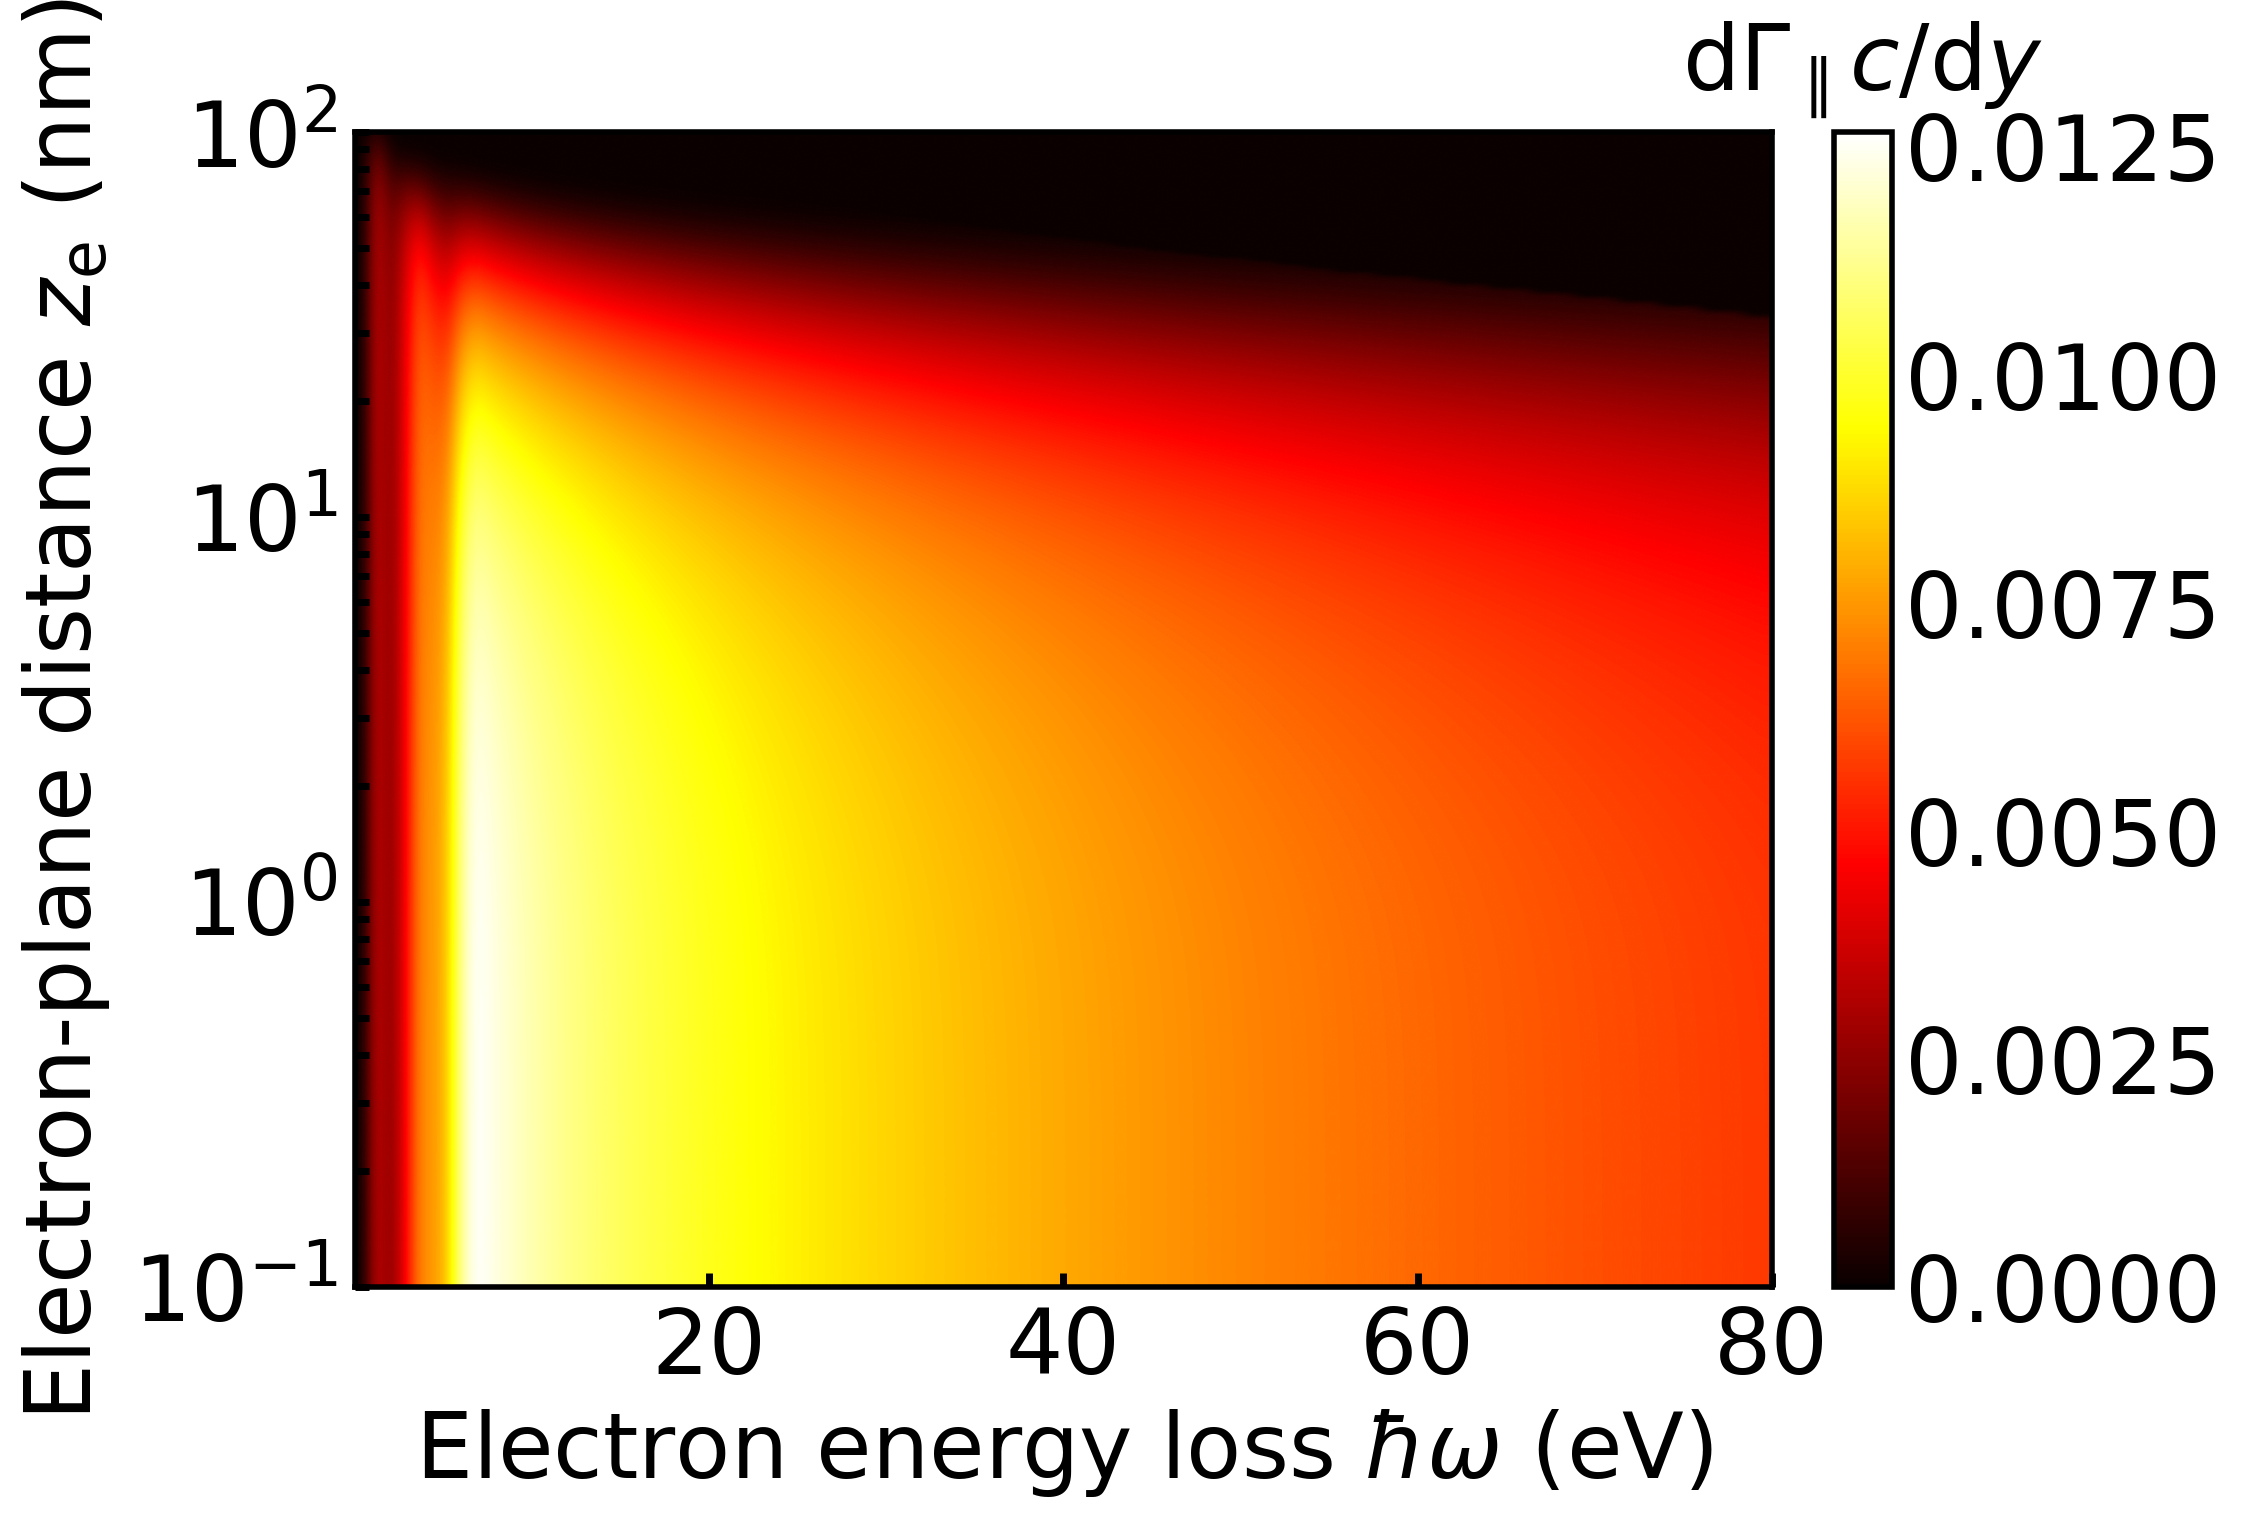 dΓ∥c/dy
Electron-plane distance zₑ (nm)
10²
10¹
10⁰
10⁻¹
0.0125
0.0100
0.0075
0.0050
0.0025
0.0000
20 40 60 80
Electron energy loss ħω (eV)